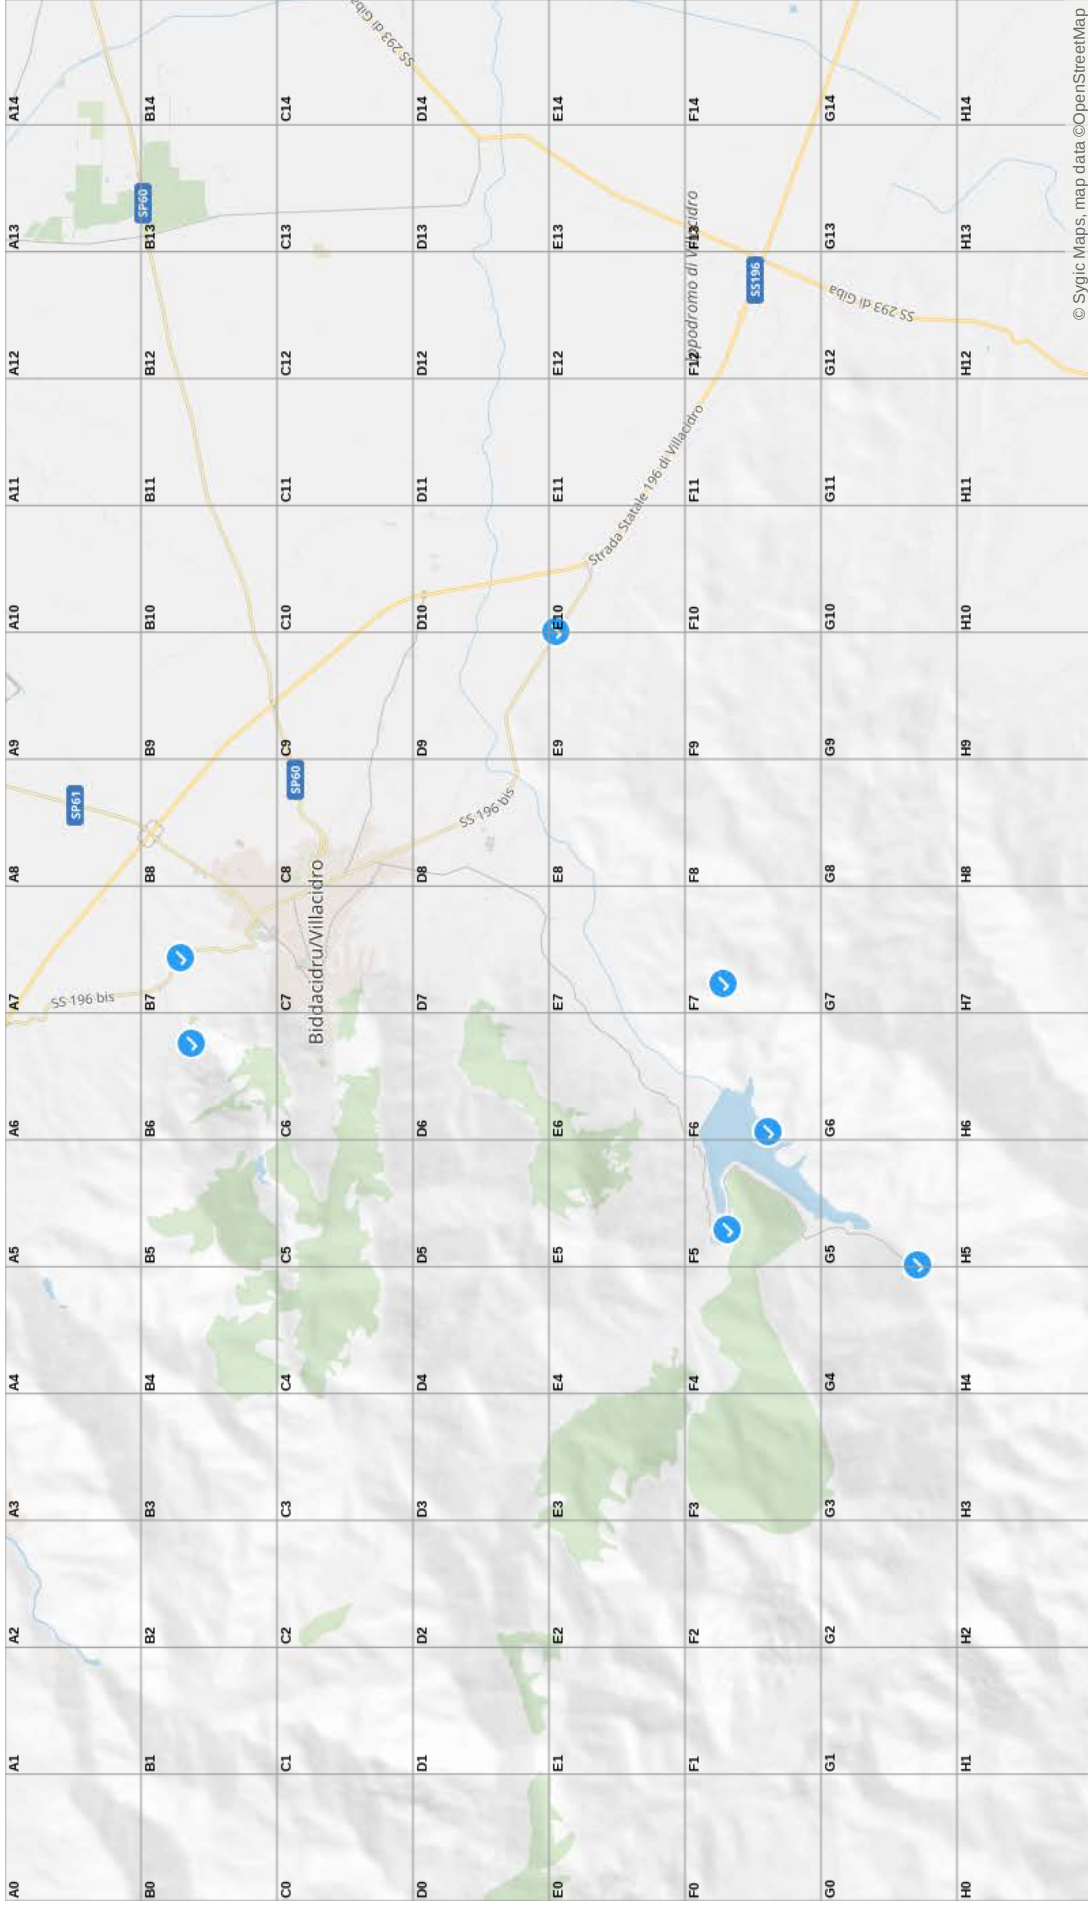 A0 A1 A2 A3 A4 A5 A6 A7 A8 A9 A10 A11 A12 A13 A14
SS 196 bis
SP61
B0 B1 B2 B3 B4 B5 B6 B7 B8 B9 B10 B11 B12 B13 B14
SP60
C0 C1 C2 C3 C4 C5 C6 C7 C8 C9 C10 C11 C12 C13 C14
SP60
Biddacidru/Villacidro
SS 293 di Giba
D0 D1 D2 D3 D4 D5 D6 D7 D8 D9 D10 D11 D12 D13 D14
SS 196 bis
E0 E1 E2 E3 E4 E5 E6 E7 E8 E9 E10 E11 E12 E13 E14
Strada Statale 196 di Villacidro
F0 F1 F2 F3 F4 F5 F6 F7 F8 F9 F10 F11 F12 F13 F14
Ippodromo di Villacidro
SS196
G0 G1 G2 G3 G4 G5 G6 G7 G8 G9 G10 G11 G12 G13 G14
SS 293 di Giba
H0 H1 H2 H3 H4 H5 H6 H7 H8 H9 H10 H11 H12 H13 H14
© Sygic Maps, map data ©OpenStreetMap